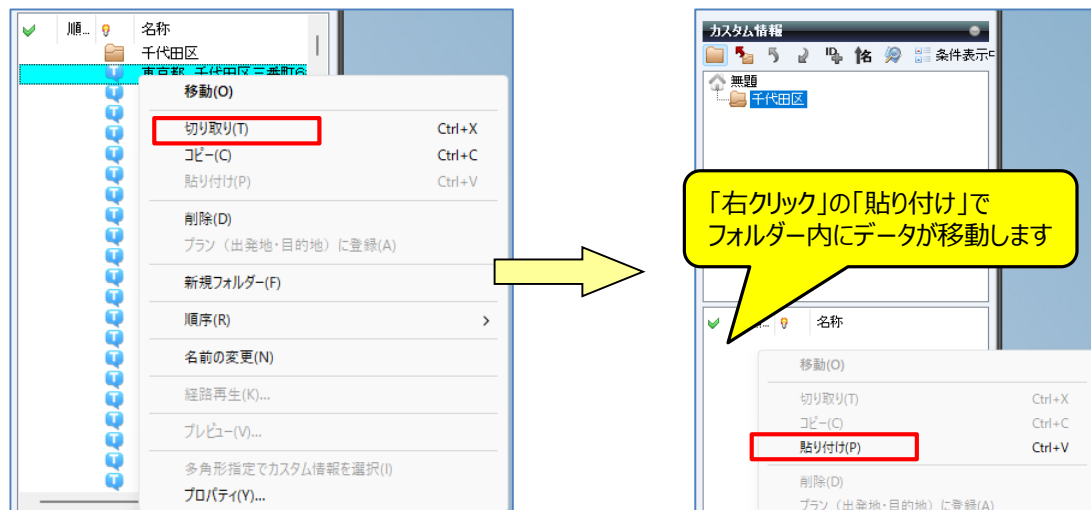 順... 名称
千代田区
東京都 千代田区三番町6
移動(O)
切り取り(T) Ctrl+X
コピー(C) Ctrl+C
貼り付け(P) Ctrl+V
削除(D)
プラン（出発地・目的地）に登録(A)
新規フォルダー(F)
順序(R) >
名前の変更(N)
経路再生(K)...
プレビュー(V)...
多角形指定でカスタム情報を選択(I)
プロパティ(Y)...
カスタム情報
条件表示
無題
千代田区
「右クリック」の「貼り付け」で
フォルダー内にデータが移動します
名称
移動(O)
切り取り(T) Ctrl+X
コピー(C) Ctrl+C
貼り付け(P) Ctrl+V
削除(D)
プラン（出発地・目的地）に登録(A)